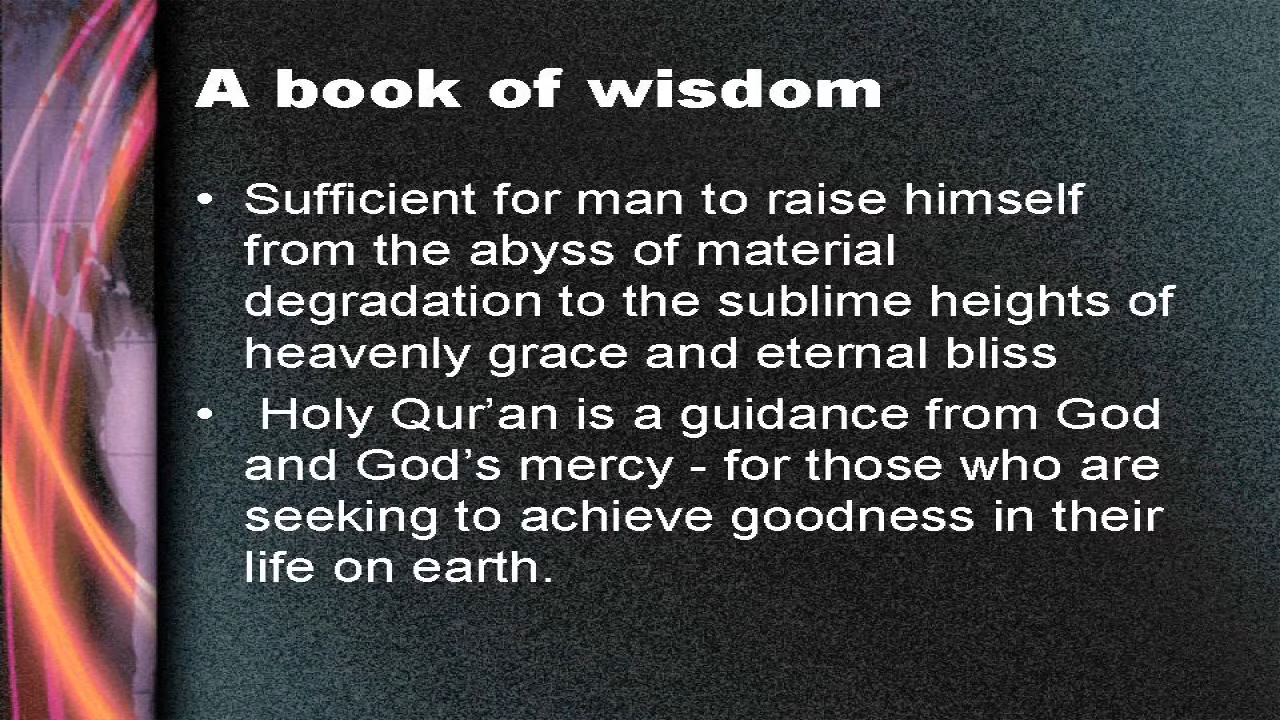 A book of wisdom
• Sufficient for man to raise himself
from the abyss of material
degradation to the sublime heights of
heavenly grace and eternal bliss
• Holy Qur’an is a guidance from God
and God’s mercy - for those who are
seeking to achieve goodness in their
life on earth.